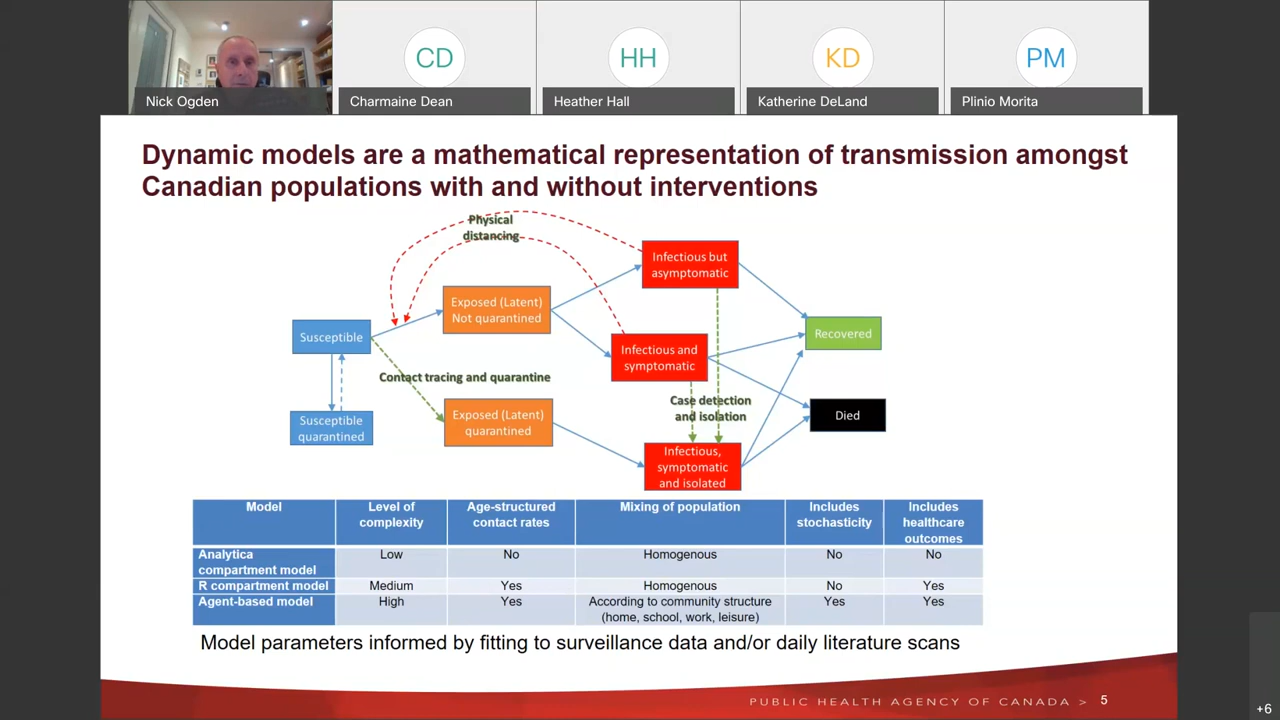 CD
HH
KD
PM
Nick Ogden
Charmaine Dean
Heather Hall
Katherine DeLand
Plinio Morita
Dynamic models are a mathematical representation of transmission amongst
Canadian populations with and without interventions
Physical
distancing
Infectious but
asymptomatic
Exposed (Latent)
Not quarantined
Susceptible
Recovered
Infectious and
symptomatic
Contact tracing and quarantine
Case detection
and isolation
Susceptible
quarantined
Exposed (Latent)
quarantined
Died
Infectious,
symptomatic
and isolated
Model
Level of
complexity
Age-structured
contact rates
Mixing of population
Includes
stochasticity
Includes
healthcare
outcomes
Analytica
compartment model
Low
No
Homogenous
No
No
R compartment model
Medium
Yes
Homogenous
No
Yes
Agent-based model
High
Yes
According to community structure
(home, school, work, leisure)
Yes
Yes
Model parameters informed by fitting to surveillance data and/or daily literature scans
PUBLIC HEALTH AGENCY OF CANADA > 5
+6